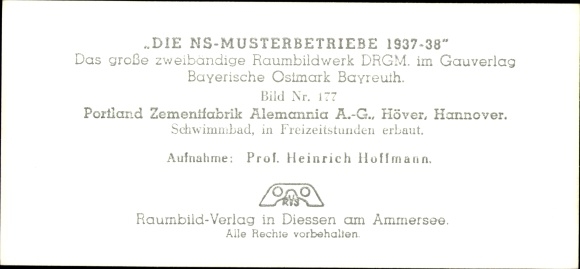 „DIE NS-MUSTERBETRIEBE 1937-38“
Das große zweibändige Raumbildwerk DRGM. im Gauverlag
Bayerische Ostmark Bayreuth.
Bild Nr. 177
Portland Zementfabrik Alemannia A.-G., Höver, Hannover.
Schwimmbad, in Freizeitstunden erbaut.
Aufnahme: Prof. Heinrich Hoffmann.
Raumbild-Verlag in Diessen am Ammersee.
Alle Rechte vorbehalten.